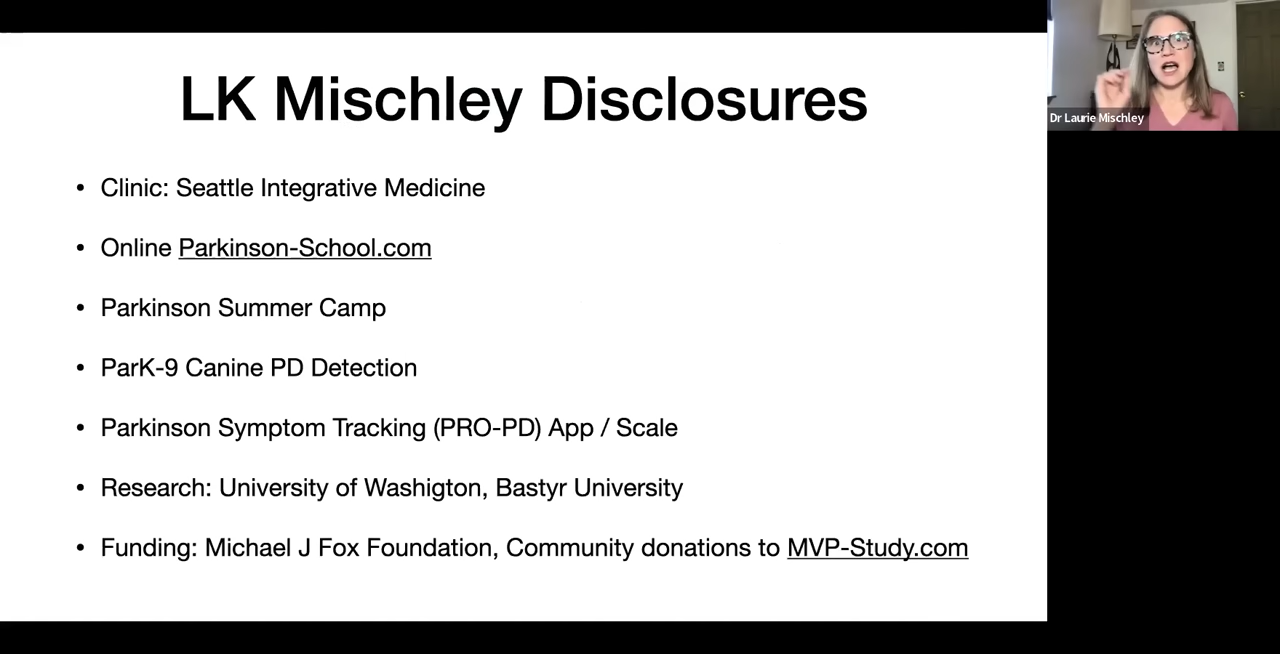 LK Mischley Disclosures
• Clinic: Seattle Integrative Medicine
• Online Parkinson-School.com
• Parkinson Summer Camp
• ParK-9 Canine PD Detection
• Parkinson Symptom Tracking (PRO-PD) App / Scale
• Research: University of Washigton, Bastyr University
• Funding: Michael J Fox Foundation, Community donations to MVP-Study.com
Dr Laurie Mischley